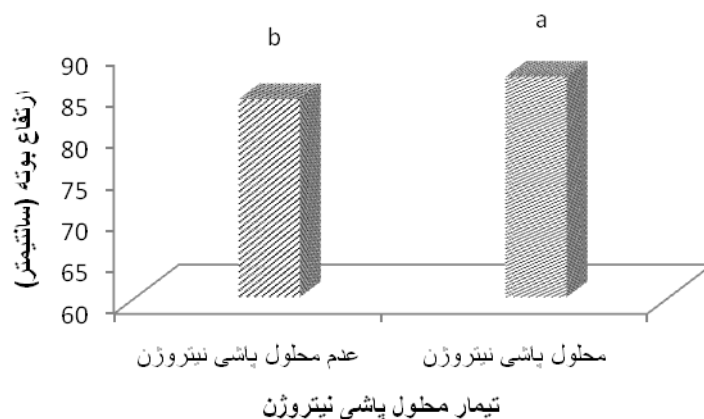 b
a
90
85
80
75
70
65
60
ارتفاع بوته (سانتیمتر)
عدم محلول پاشی نیتروژن
محلول پاشی نیتروژن
تیمار محلول پاشی نیتروژن